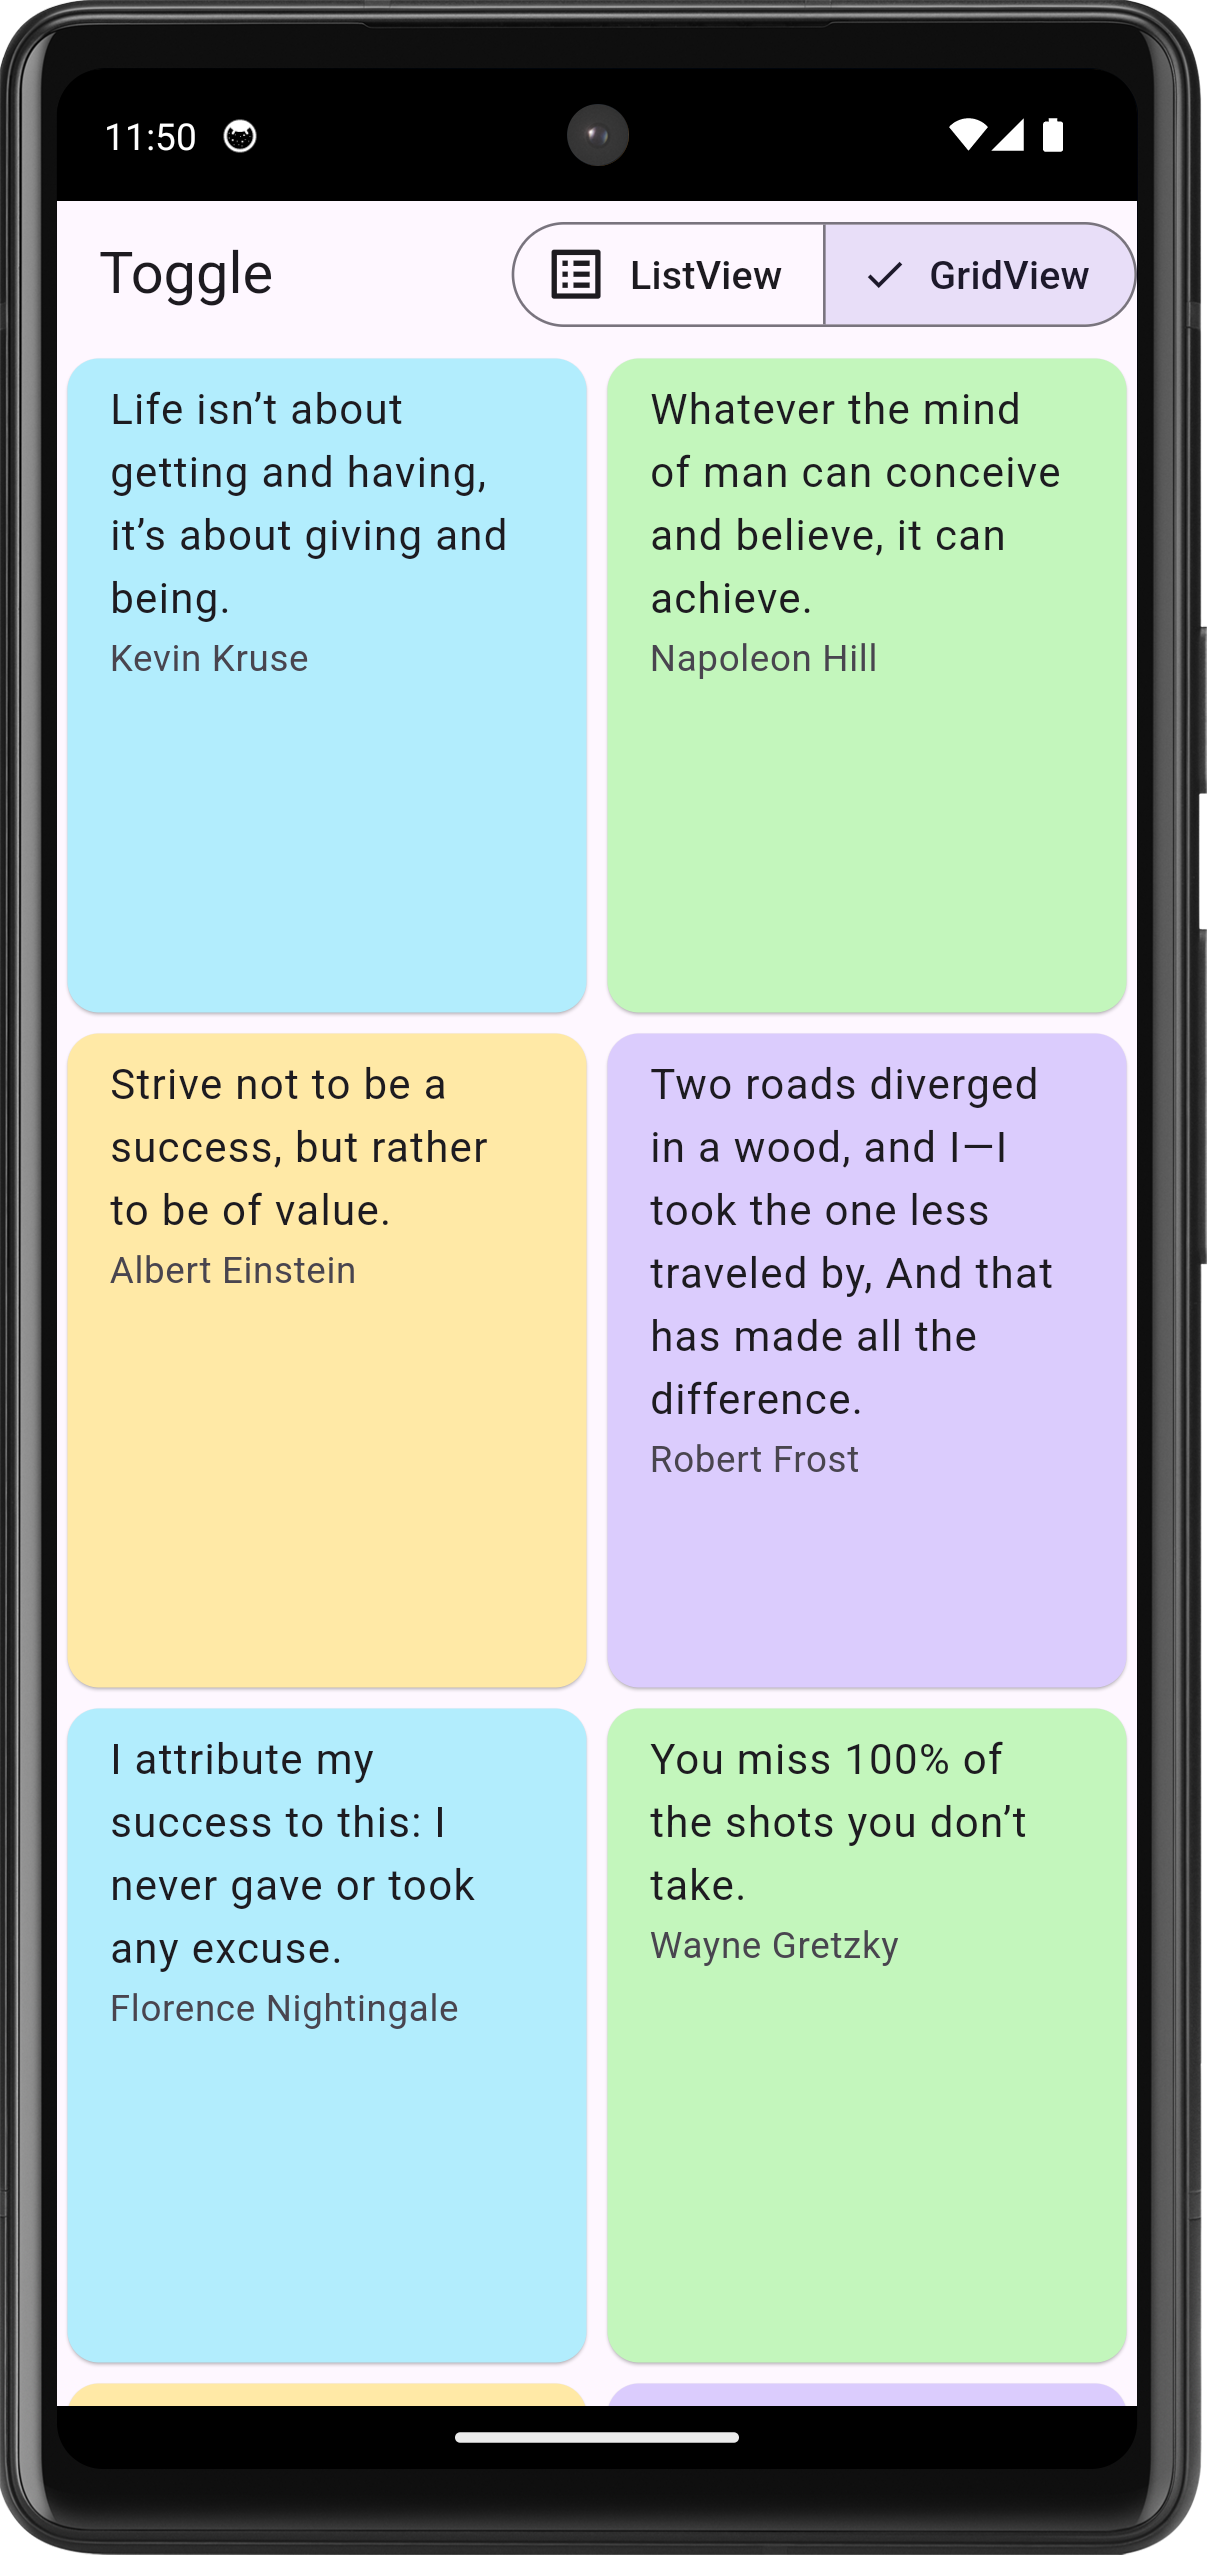 11:50
Toggle
ListView
GridView
Life isn’t about
getting and having,
it’s about giving and
being.
Kevin Kruse
Whatever the mind
of man can conceive
and believe, it can
achieve.
Napoleon Hill
Strive not to be a
success, but rather
to be of value.
Albert Einstein
Two roads diverged
in a wood, and I—I
took the one less
traveled by, And that
has made all the
difference.
Robert Frost
I attribute my
success to this: I
never gave or took
any excuse.
Florence Nightingale
You miss 100% of
the shots you don’t
take.
Wayne Gretzky